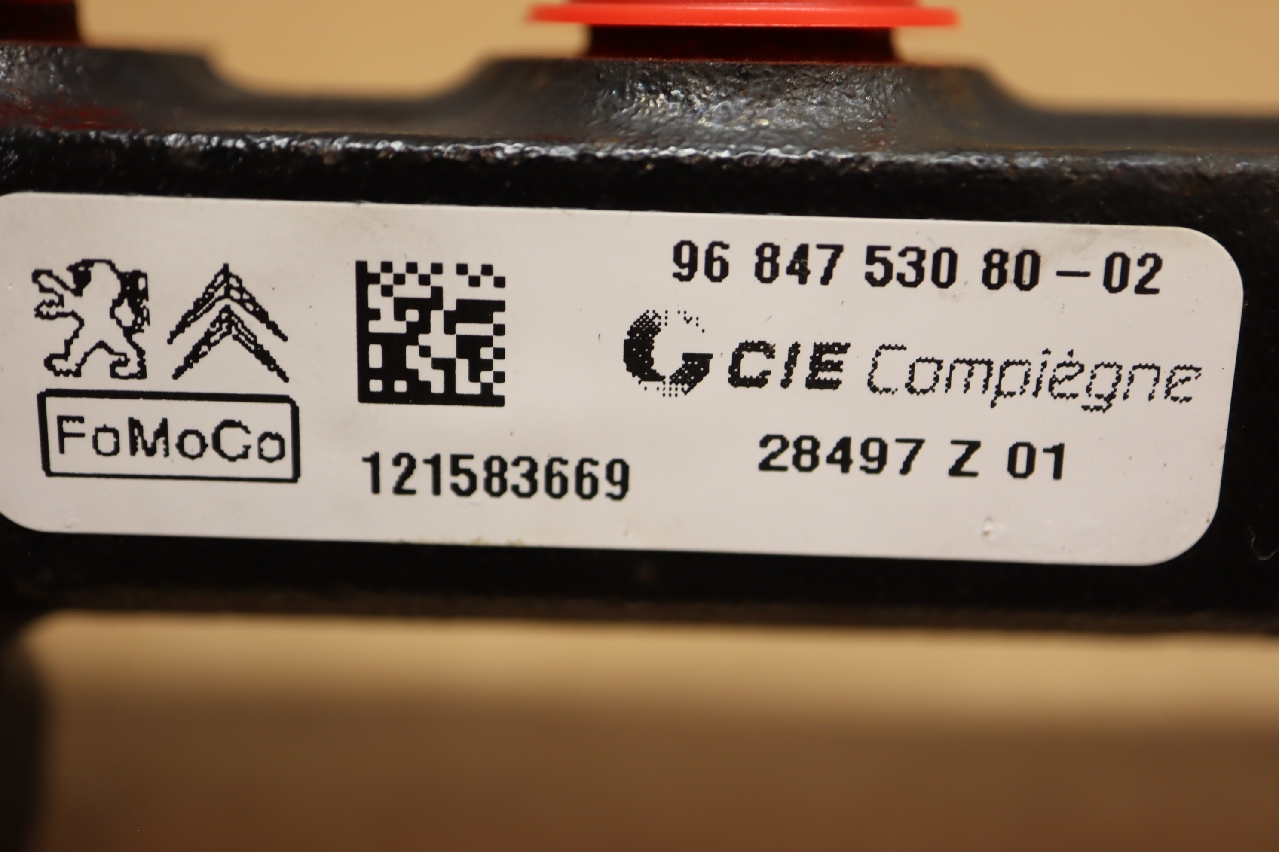 96 847 530 80-02
CIE Compiègne
FoMoCo
121583669
28497 Z 01